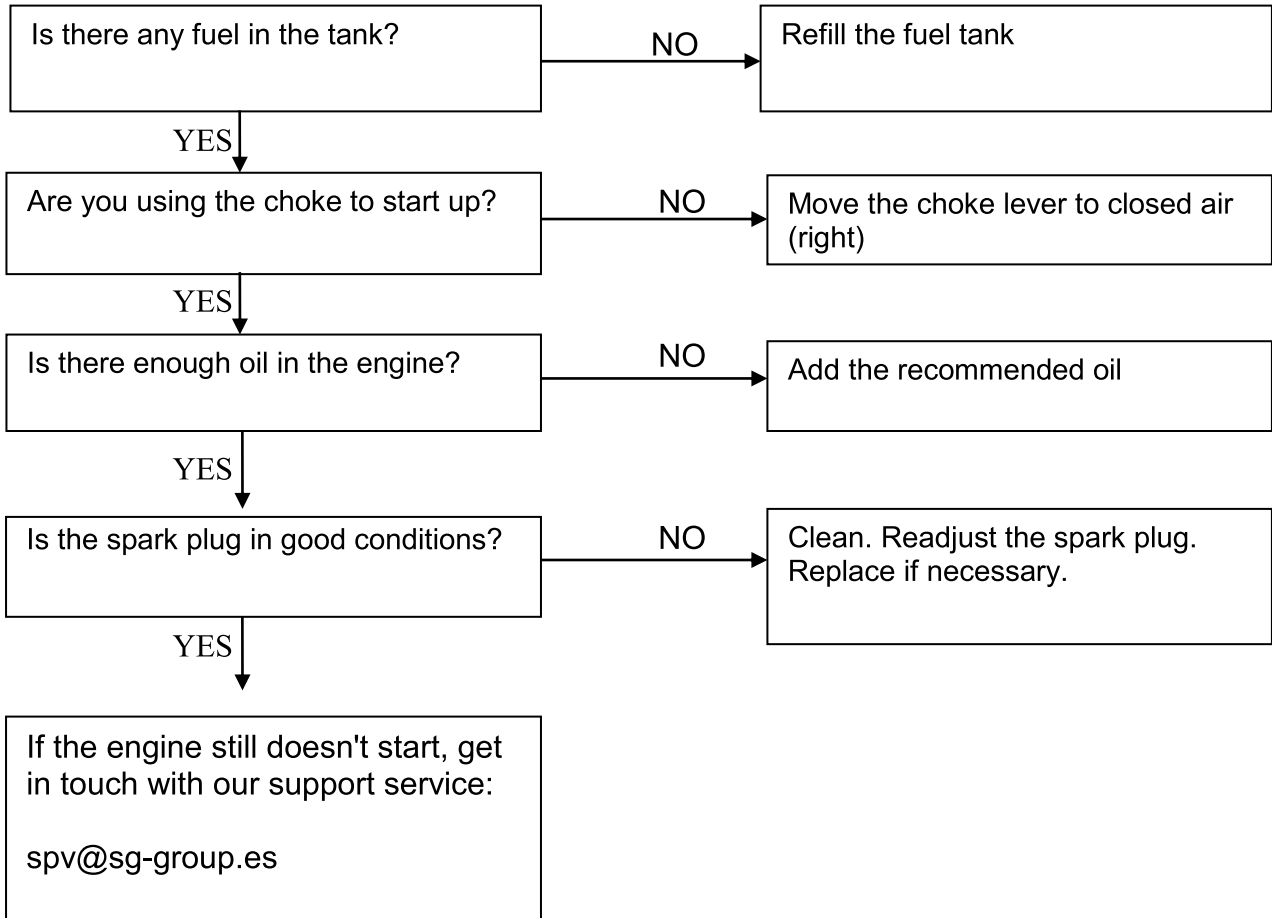 Is there any fuel in the tank?
NO
Refill the fuel tank
YES
Are you using the choke to start up?
NO
Move the choke lever to closed air
(right)
YES
Is there enough oil in the engine?
NO
Add the recommended oil
YES
Is the spark plug in good conditions?
NO
Clean. Readjust the spark plug.
Replace if necessary.
YES
If the engine still doesn't start, get
in touch with our support service:
spv@sg-group.es